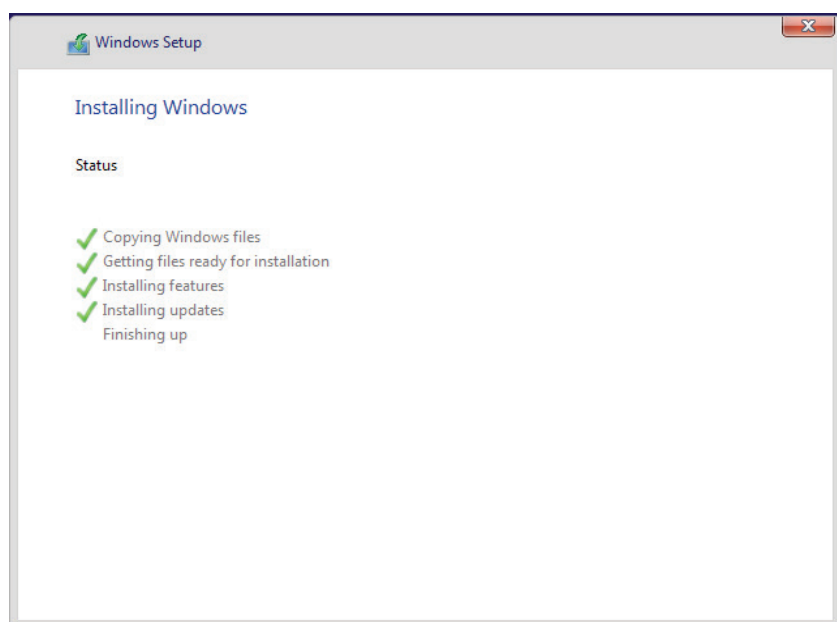 Windows Setup
Installing Windows
Status
Copying Windows files
Getting files ready for installation
Installing features
Installing updates
Finishing up